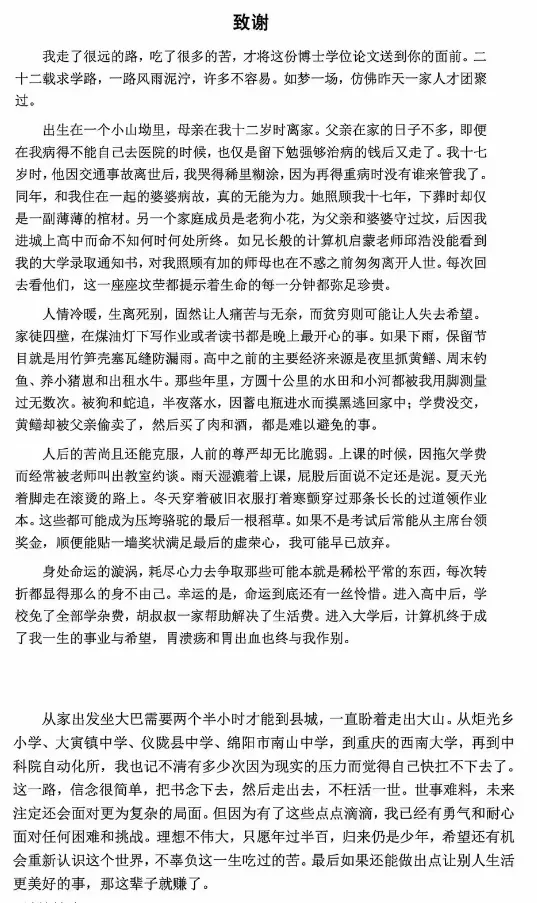 致谢
我走了很远的路，吃了很多的苦，才将这份博士学位论文送到你的面前。二
十二载求学路，一路风雨泥泞，许多不容易。如梦一场，仿佛昨天一家人才团聚
过。
出生在一个小山坳里，母亲在我十二岁时离家。父亲在家的日子不多，即便
在我病得不能自己去医院的时候，也仅是留下勉强够治病的钱后又走了。我十七
岁时，他因交通事故离世后，我哭得稀里糊涂，因为再得重病时没有谁来管我了。
同年，和我住在一起的婆婆病故，真的无能为力。她照顾我十七年，下葬时却仅
是一副薄薄的棺材。另一个家庭成员是老狗小花，为父亲和婆婆守过坟，后因我
进城上高中而命不知何时何处所终。如兄长般的计算机启蒙老师邱浩没能看到
我的大学录取通知书，对我照顾有加的师母也在不惑之前匆匆离开人世。每次回
去看他们，这一座座坟茔都提示着生命的每一分钟都弥足珍贵。
人情冷暖，生离死别，固然让人痛苦与无奈，而贫穷则可能让人失去希望。
家徒四壁，在煤油灯下写作业或者读书都是晚上最开心的事。如果下雨，保留节
目就是用竹笋壳塞瓦缝防漏雨。高中之前的主要经济来源是夜里抓黄鳝、周末钓
鱼、养小猪崽和出租水牛。那些年里，方圆十公里的水田和小河都被我用脚测量
过无数次。被狗和蛇追，半夜落水，因蓄电瓶进水而摸黑逃回家中；学费没交，
黄鳝却被父亲偷卖了，然后买了肉和酒，都是难以避免的事。
人后的苦尚且还能克服，人前的尊严却无比脆弱。上课的时候，因拖欠学费
而经常被老师叫出教室约谈。雨天湿漉着上课，屁股后面说不定还是泥。夏天光
着脚走在滚烫的路上。冬天穿着破旧衣服打着寒颤穿过那条长长的过道领作业
本。这些都可能成为压垮骆驼的最后一根稻草。如果不是考试后常能从主席台领
奖金，顺便能贴一墙奖状满足最后的虚荣心，我可能早已放弃。
身处命运的漩涡，耗尽心力去争取那些可能本就是稀松平常的东西，每次转
折都显得那么的身不由己。幸运的是，命运到底还有一丝怜惜。进入高中后，学
校免了全部学杂费，胡叔叔一家帮助解决了生活费。进入大学后，计算机终于成
了我一生的事业与希望，胃溃疡和胃出血也终与我作别。
从家出发坐大巴需要两个半小时才能到县城，一直盼着走出大山。从炬光乡
小学、大寅镇中学、仪陇县中学、绵阳市南山中学，到重庆的西南大学，再到中
科院自动化所，我也记不清有多少次因为现实的压力而觉得自己快扛不下去了。
这一路，信念很简单，把书念下去，然后走出去，不枉活一世。世事难料，未来
注定还会面对更为复杂的局面。但因为有了这些点点滴滴，我已经有勇气和耐心
面对任何困难和挑战。理想不伟大，只愿年过半百，归来仍是少年，希望还有机
会重新认识这个世界，不辜负这一生吃过的苦。最后如果还能做出点让别人生活
更美好的事，那这辈子就赚了。